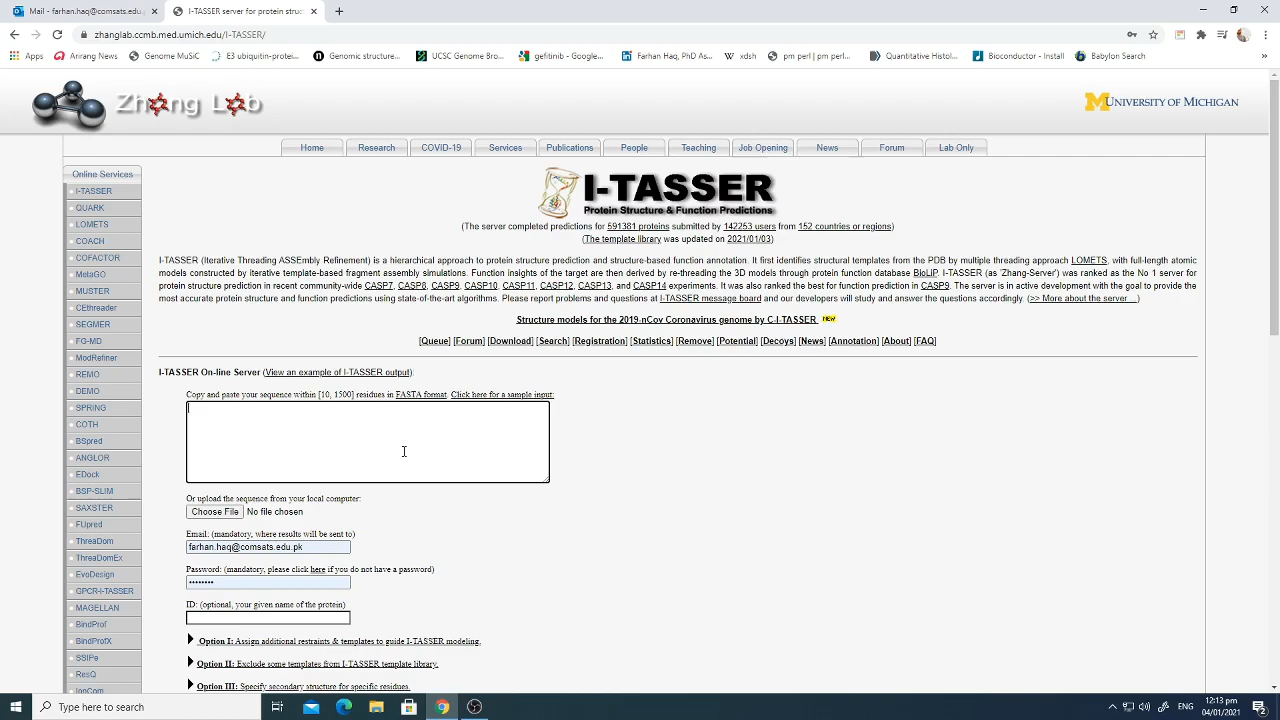 Mail - farhan.haq@comsats.edu.
I-TASSER server for protein struc
zhanglab.ccmb.med.umich.edu/I-TASSER/
Apps
Arirang News
Genome MuSiC
E3 ubiquitin-protei...
Genomic structure...
UCSC Genome Bro...
gefitinib - Google...
Farhan Haq, PhD As...
xdsh
pm perl | pm perl...
Quantitative Histol...
Bioconductor - Install
Babylon Search
»
Zhang Lab
M UNIVERSITY OF MICHIGAN
Home
Research
COVID-19
Services
Publications
People
Teaching
Job Opening
News
Forum
Lab Only
Online Services
I-TASSER
QUARK
LOMETS
COACH
COFACTOR
MetaGO
MUSTER
CEthreader
SEGMER
FG-MD
ModRefiner
REMO
DEMO
SPRING
COTH
BSpred
ANGLOR
EDock
BSP-SLIM
SAXSTER
FUpred
ThreaDom
ThreaDomEx
EvoDesign
GPCR-I-TASSER
MAGELLAN
BindProf
BindProfX
SSIPe
ResQ
IonCom
I-TASSER
Protein Structure & Function Predictions
(The server completed predictions for 591381 proteins submitted by 142253 users from 152 countries or regions)
(The template library was updated on 2021/01/03)
I-TASSER (Iterative Threading ASSEmbly Refinement) is a hierarchical approach to protein structure prediction and structure-based function annotation. It first identifies structural templates from the PDB by multiple threading approach LOMETS, with full-length atomic
models constructed by iterative template-based fragment assembly simulations. Function insights of the target are then derived by re-threading the 3D models through protein function database BioLiP. I-TASSER (as 'Zhang-Server') was ranked as the No 1 server for
protein structure prediction in recent community-wide CASP7, CASP8, CASP9, CASP10, CASP11, CASP12, CASP13, and CASP14 experiments. It was also ranked the best for function prediction in CASP9. The server is in active development with the goal to provide the
most accurate protein structure and function predictions using state-of-the-art algorithms. Please report problems and questions at I-TASSER message board and our developers will study and answer the questions accordingly. (>> More about the server ...)
Structure models for the 2019-nCov Coronavirus genome by C-I-TASSER NEW
[Queue] [Forum] [Download] [Search] [Registration] [Statistics] [Remove] [Potential] [Decoys] [News] [Annotation] [About] [FAQ]
I-TASSER On-line Server (View an example of I-TASSER output):
Copy and paste your sequence within [10, 1500] residues in FASTA format. Click here for a sample input:
Or upload the sequence from your local computer:
Choose File No file chosen
Email: (mandatory, where results will be sent to)
farhan.haq@comsats.edu.pk
Password: (mandatory, please click here if you do not have a password)
••••••••
ID: (optional, your given name of the protein)
Option I: Assign additional restraints & templates to guide I-TASSER modeling.
Option II: Exclude some templates from I-TASSER template library.
Option III: Specify secondary structure for specific residues.
Type here to search
ENG
12:13 pm
04/01/2021
2